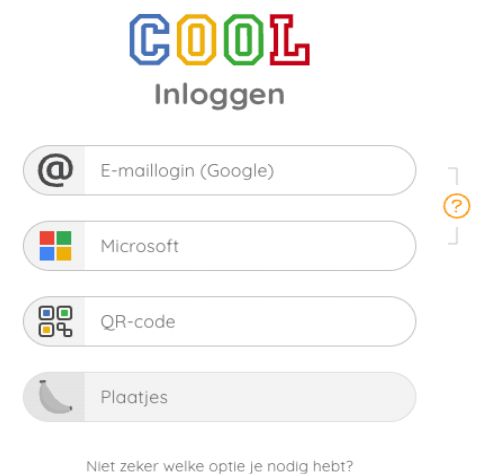 COOL
Inloggen
@ E-maillogin (Google)
?
Microsoft
QR-code
Plaatjes
Niet zeker welke optie je nodig hebt?